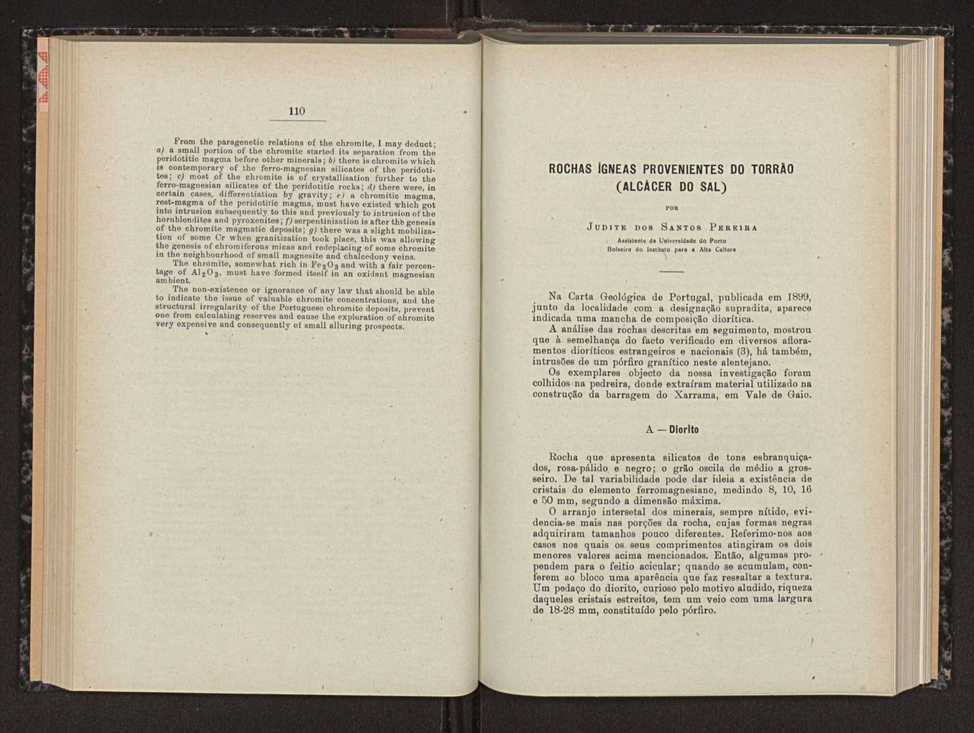 110
From the paragenetic relations of the chromite, I may deduct;
a) a small portion of the chromite started its separation from the
peridotitic magma before other minerals; b) there is chromite which
is contemporary of the ferro-magnesian silicates of the peridoti-
tes; c) most of the chromite is of crystallisation further to the
ferro-magnesian silicates of the peridotitic rocks; d) there were, in
certain cases, differentiation by gravity; e) a chromitic magma,
rest-magma of the peridotitic magma, must have existed which got
into intrusion subsequently to this and previously to intrusion of the
hornblendites and pyroxenites; f) serpentinization is after the genesis
of the chromite magmatic deposits; g) there was a slight mobiliza-
tion of some Cr when granitization took place, this was allowing
the genesis of chromiferous micas and redeplacing of some chromite
in the neighbourhood of small magnesite and chalcedony veins.
The chromite, somewhat rich in Fe2O3 and with a fair percen-
tage of Al2O3, must have formed itself in an oxidant magnesian
ambient.
The non-existence or ignorance of any law that should be able
to indicate the issue of valuable chromite concentrations, and the
structural irregularity of the Portuguese chromite deposits, prevent
one from calculating reserves and cause the exploration of chromite
very expensive and consequently of small alluring prospects.
ROCHAS ÍGNEAS PROVENIENTES DO TORRÃO
(ALCÁCER DO SAL)
POR
JUDITE DOS SANTOS PEREIRA
Assistente da Universidade do Porto
Bolseira do Instituto para a Alta Cultura
Na Carta Geológica de Portugal, publicada em 1899,
junto da localidade com a designação supradita, aparece
indicada uma mancha de composição diorítica.
A análise das rochas descritas em seguimento, mostrou
que à semelhança do facto verificado em diversos aflora-
mentos dioríticos estrangeiros e nacionais (3), há também,
intrusões de um pórfiro granítico neste alentejano.
Os exemplares objecto da nossa investigação foram
colhidos na pedreira, donde extraíram material utilizado na
construção da barragem do Xarrama, em Vale de Gaio.
A — Diorito
Rocha que apresenta silicatos de tons esbranquiça-
dos, rosa-pálido e negro; o grão oscila de médio a gros-
seiro. De tal variabilidade pode dar ideia a existência de
cristais do elemento ferromagnesiano, medindo 8, 10, 16
e 50 mm, segundo a dimensão máxima.
O arranjo intersetal dos minerais, sempre nítido, evi-
dencia-se mais nas porções da rocha, cujas formas negras
adquiriram tamanhos pouco diferentes. Referimo-nos aos
casos nos quais os seus comprimentos atingiram os dois
menores valores acima mencionados. Então, algumas pro-
pendem para o feitio acicular; quando se acumulam, con-
ferem ao bloco uma aparência que faz ressaltar a textura.
Um pedaço do diorito, curioso pelo motivo aludido, riqueza
daqueles cristais estreitos, tem um veio com uma largura
de 18-28 mm, constituído pelo pórfiro.